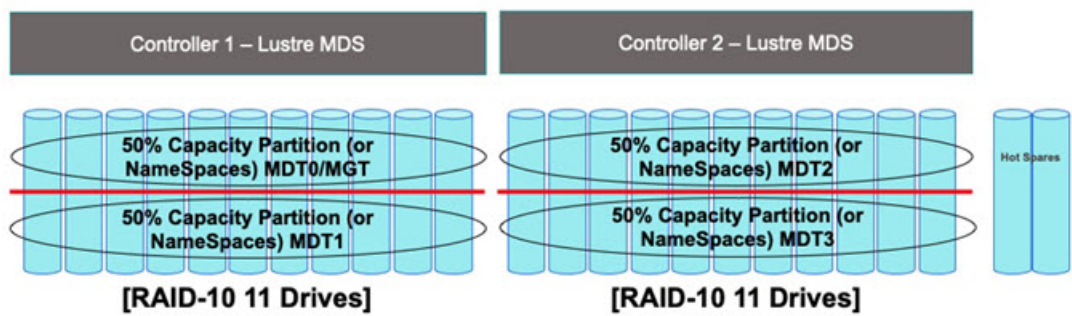 Controller 1 – Lustre MDS
Controller 2 – Lustre MDS
50% Capacity Partition (or
NameSpaces) MDT0/MGT
50% Capacity Partition (or
NameSpaces) MDT2
Hot Spares
50% Capacity Partition (or
NameSpaces) MDT1
50% Capacity Partition (or
NameSpaces) MDT3
[RAID-10 11 Drives]
[RAID-10 11 Drives]